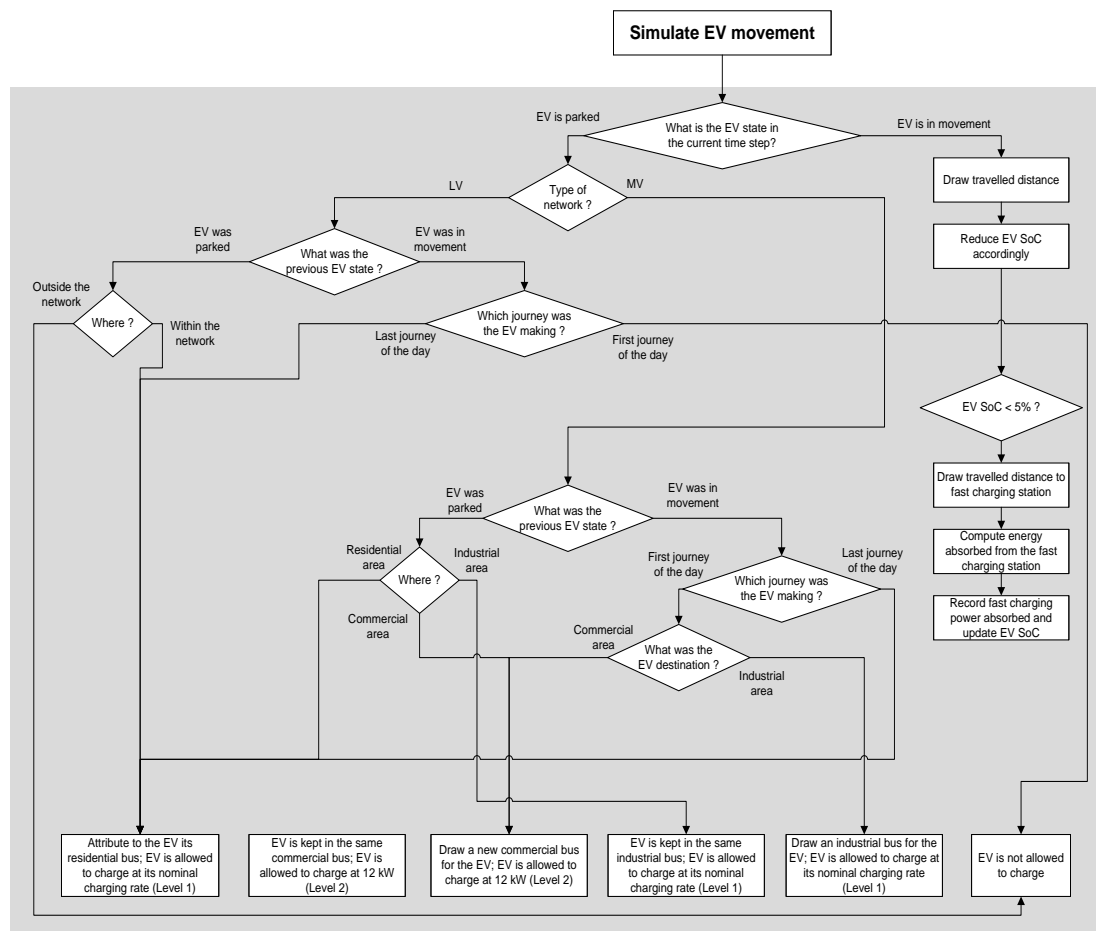 Simulate EV movement
EV is parked
What is the EV state in
the current time step?
EV is in movement
LV
Type of
network ?
MV
Draw travelled distance
EV was
parked
What was the
previous EV state ?
EV was in
movement
Reduce EV SoC
accordingly
Outside the
network
Where ?
Within the
network
Last journey
of the day
Which journey was
the EV making ?
First journey
of the day
EV SoC < 5% ?
EV was
parked
What was the
previous EV state ?
EV was in
movement
Draw travelled distance to
fast charging station
Compute energy
absorbed from the fast
charging station
Record fast charging
power absorbed and
update EV SoC
Residential
area
Where ?
Industrial
area
Commercial
area
First journey
of the day
Which journey was
the EV making ?
Last journey
of the day
Commercial
area
What was the
EV destination ?
Industrial
area
Attribute to the EV its
residential bus; EV is allowed
to charge at its nominal
charging rate (Level 1)
EV is kept in the same
commercial bus; EV is
allowed to charge at 12 kW
(Level 2)
Draw a new commercial bus
for the EV; EV is allowed to
charge at 12 kW (Level 2)
EV is kept in the same
industrial bus; EV is allowed
to charge at its nominal
charging rate (Level 1)
Draw an industrial bus for the
EV; EV is allowed to charge at
its nominal charging rate
(Level 1)
EV is not allowed
to charge